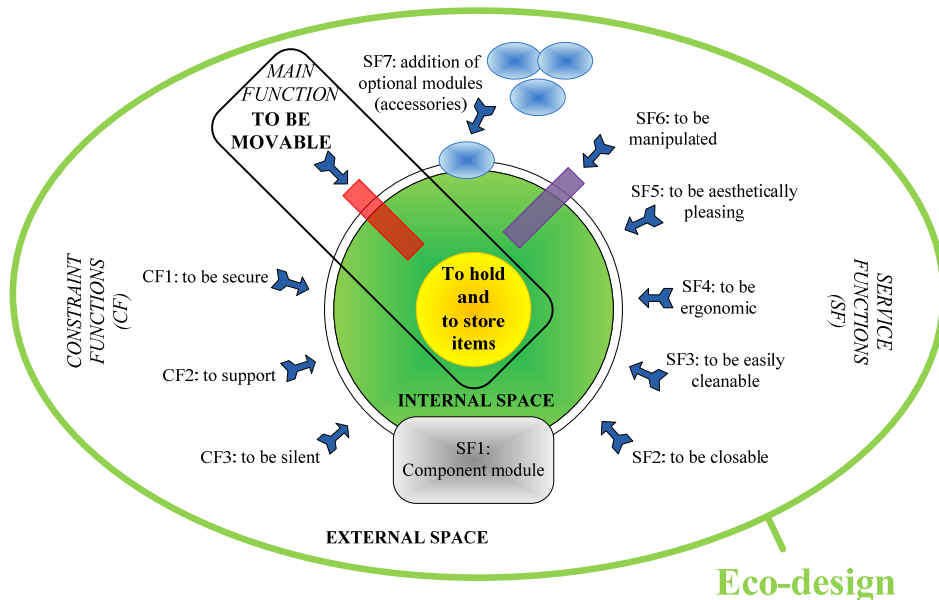 MAIN
FUNCTION
TO BE
MOVABLE
SF7: addition of
optional modules
(accessories)
SF6: to be
manipulated
SF5: to be aesthetically
pleasing
SF4: to be
ergonomic
SF3: to be easily
cleanable
SF2: to be closable
SERVICE
FUNCTIONS
(SF)
CONSTRAINT
FUNCTIONS
(CF)
CF1: to be secure
CF2: to support
CF3: to be silent
To hold
and
to store
items
INTERNAL SPACE
SF1:
Component module
EXTERNAL SPACE
Eco-design